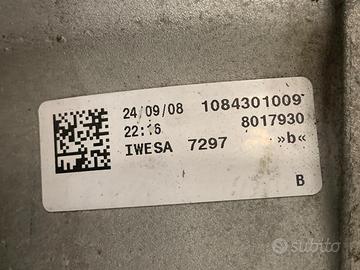 24/09/08 1084301009
22:16 8017930
IWESA 7297 »b«
B
subito